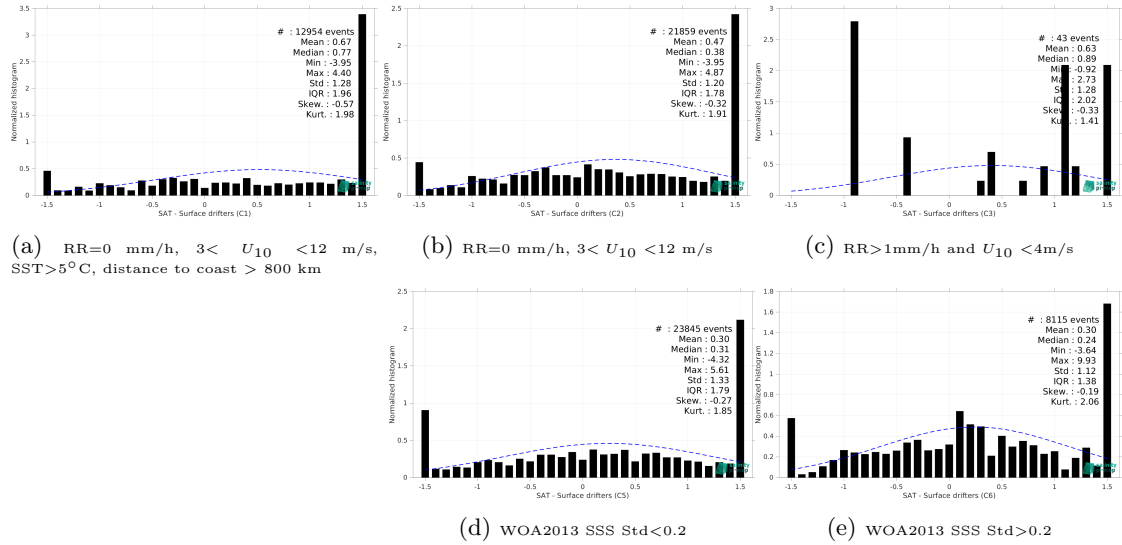 3.5
3
2.5
2
1.5
1
0.5
0
Normalized histogram
-1.5 -1 -0.5 0 0.5 1 1.5
SAT - Surface drifters (C1)
# : 12954 events
Mean : 0.67
Median : 0.77
Min : -3.95
Max : 4.40
Std : 1.28
IQR : 1.96
Skew. : -0.57
Kurt. : 1.98
(a) RR=0 mm/h, 3< U10 <12 m/s,
SST>5°C, distance to coast > 800 km
2.5
2
1.5
1
0.5
0
Normalized histogram
-1.5 -1 -0.5 0 0.5 1 1.5
SAT - Surface drifters (C2)
# : 21859 events
Mean : 0.47
Median : 0.38
Min : -3.95
Max : 4.87
Std : 1.20
IQR : 1.78
Skew. : -0.32
Kurt. : 1.91
(b) RR=0 mm/h, 3< U10 <12 m/s
3
2.5
2
1.5
1
0.5
0
Normalized histogram
-1.5 -1 -0.5 0 0.5 1 1.5
SAT - Surface drifters (C3)
# : 43 events
Mean : 0.63
Median : 0.89
Min : -0.92
Max : 2.73
Std : 1.28
IQR : 2.02
Skew. : -0.33
Kurt. : 1.41
(c) RR>1mm/h and U10 <4m/s
2.5
2
1.5
1
0.5
0
Normalized histogram
-1.5 -1 -0.5 0 0.5 1 1.5
SAT - Surface drifters (C5)
# : 23845 events
Mean : 0.30
Median : 0.31
Min : -4.32
Max : 5.61
Std : 1.33
IQR : 1.79
Skew. : -0.27
Kurt. : 1.85
(d) WOA2013 SSS Std<0.2
1.8
1.6
1.4
1.2
1
0.8
0.6
0.4
0.2
0
Normalized histogram
-1.5 -1 -0.5 0 0.5 1 1.5
SAT - Surface drifters (C6)
# : 8115 events
Mean : 0.30
Median : 0.24
Min : -3.64
Max : 9.93
Std : 1.12
IQR : 1.38
Skew. : -0.19
Kurt. : 2.06
(e) WOA2013 SSS Std>0.2